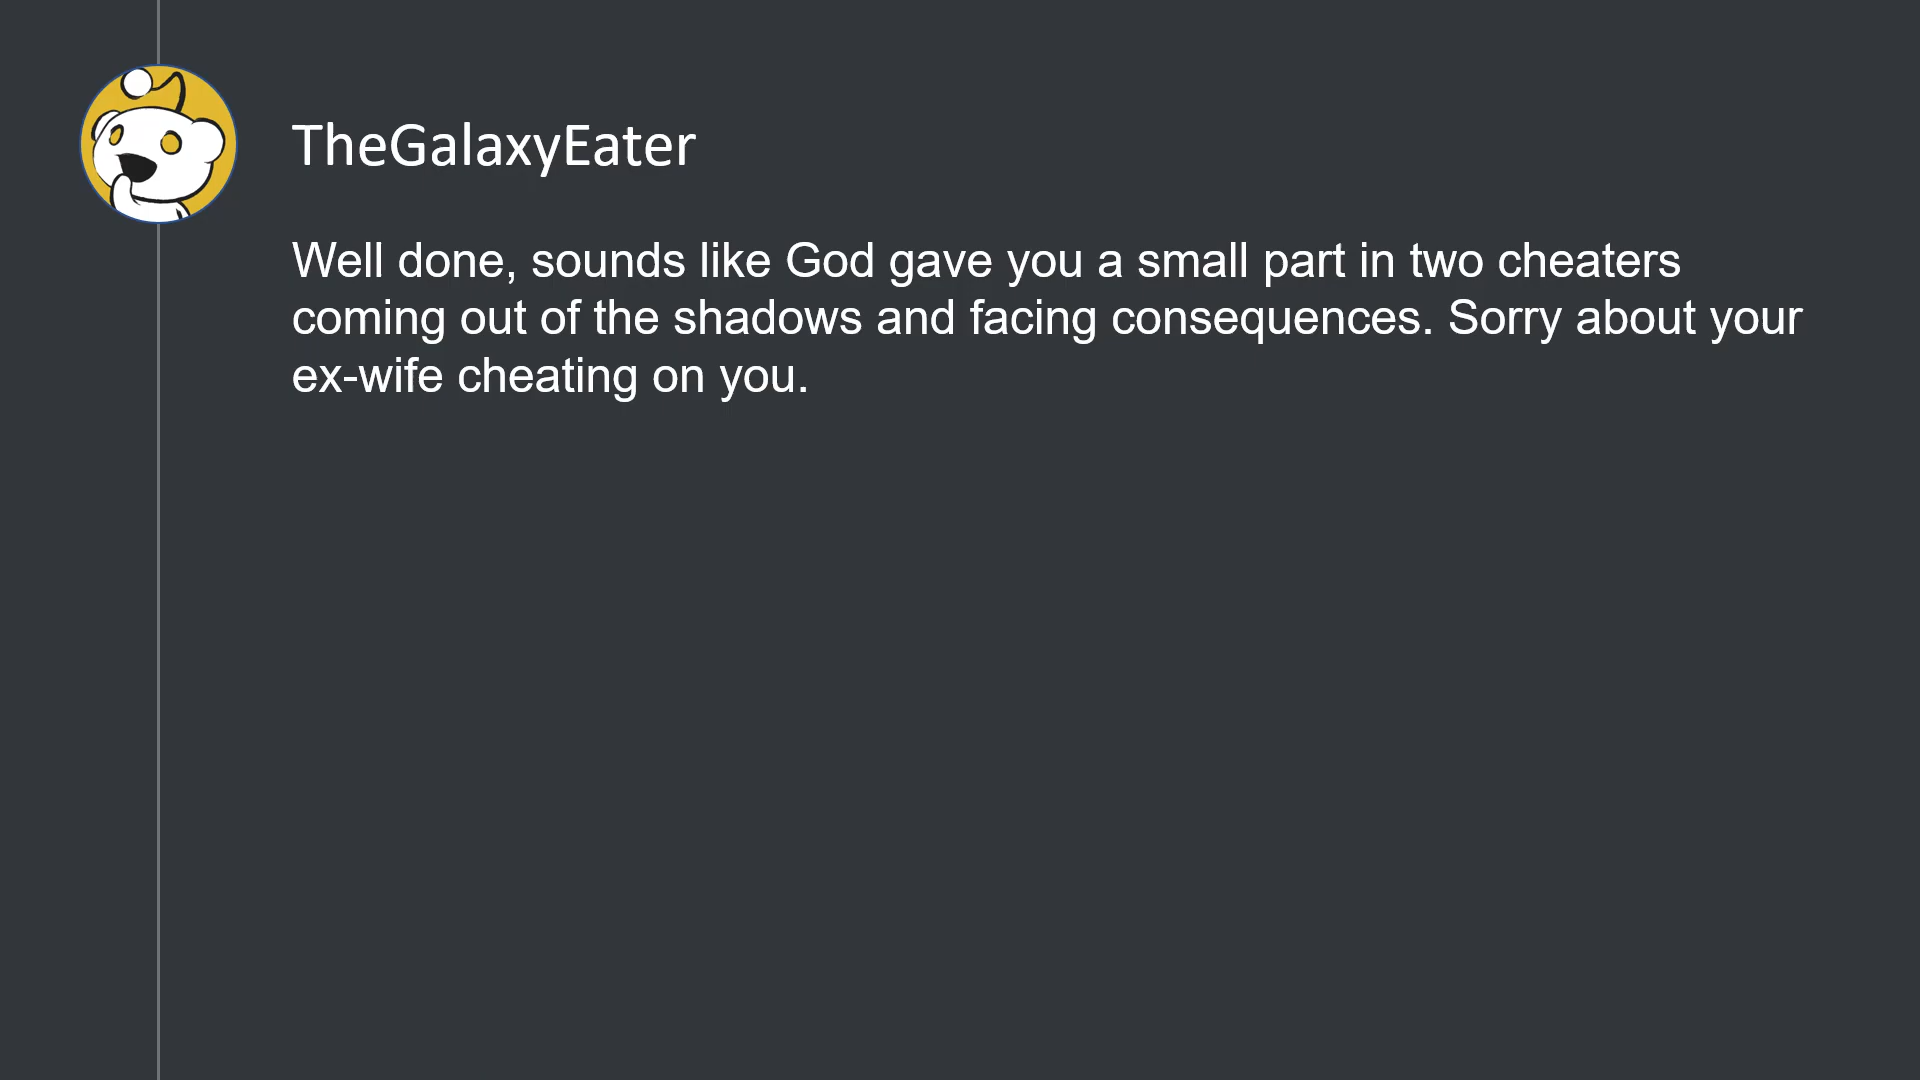 TheGalaxyEater
Well done, sounds like God gave you a small part in two cheaters
coming out of the shadows and facing consequences. Sorry about your
ex-wife cheating on you.